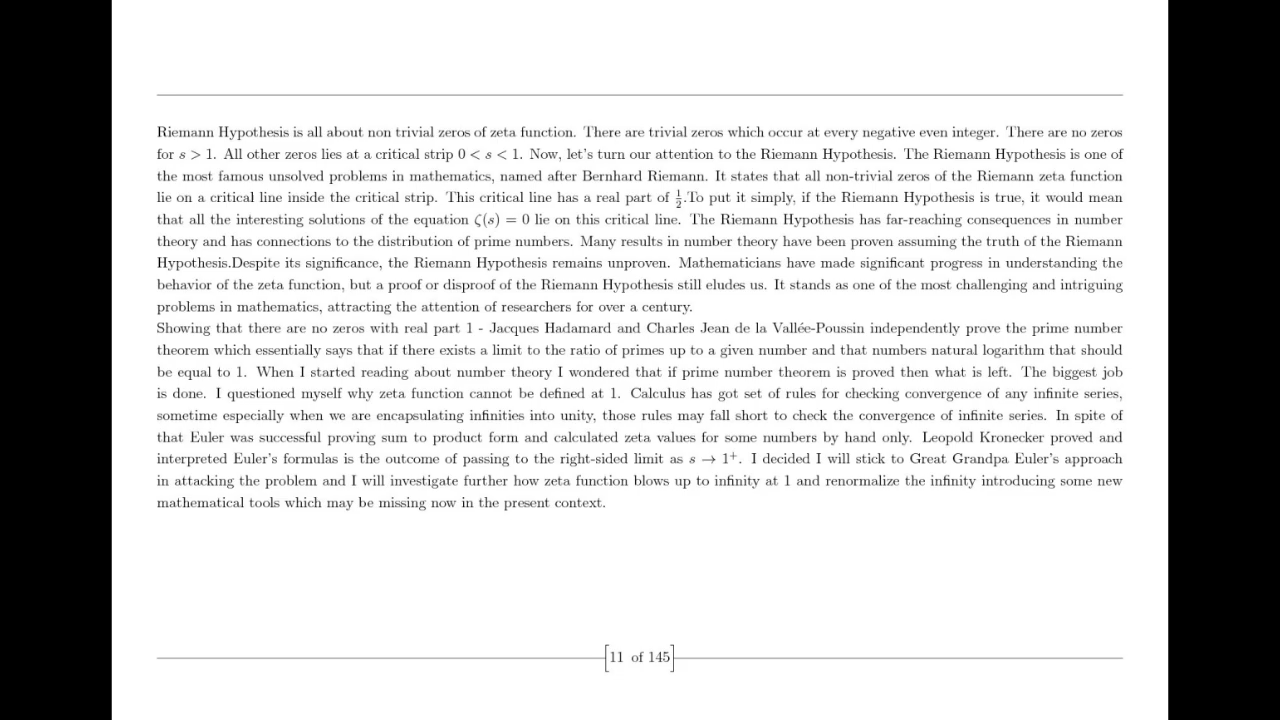 Riemann Hypothesis is all about non trivial zeros of zeta function. There are trivial zeros which occur at every negative even integer. There are no zeros
for s > 1. All other zeros lies at a critical strip 0 < s < 1. Now, let's turn our attention to the Riemann Hypothesis. The Riemann Hypothesis is one of
the most famous unsolved problems in mathematics, named after Bernhard Riemann. It states that all non-trivial zeros of the Riemann zeta function
lie on a critical line inside the critical strip. This critical line has a real part of ½.To put it simply, if the Riemann Hypothesis is true, it would mean
that all the interesting solutions of the equation ζ(s) = 0 lie on this critical line. The Riemann Hypothesis has far-reaching consequences in number
theory and has connections to the distribution of prime numbers. Many results in number theory have been proven assuming the truth of the Riemann
Hypothesis.Despite its significance, the Riemann Hypothesis remains unproven. Mathematicians have made significant progress in understanding the
behavior of the zeta function, but a proof or disproof of the Riemann Hypothesis still eludes us. It stands as one of the most challenging and intriguing
problems in mathematics, attracting the attention of researchers for over a century.
Showing that there are no zeros with real part 1 - Jacques Hadamard and Charles Jean de la Vallée-Poussin independently prove the prime number
theorem which essentially says that if there exists a limit to the ratio of primes up to a given number and that numbers natural logarithm that should
be equal to 1. When I started reading about number theory I wondered that if prime number theorem is proved then what is left. The biggest job
is done. I questioned myself why zeta function cannot be defined at 1. Calculus has got set of rules for checking convergence of any infinite series,
sometime especially when we are encapsulating infinities into unity, those rules may fall short to check the convergence of infinite series. In spite of
that Euler was successful proving sum to product form and calculated zeta values for some numbers by hand only. Leopold Kronecker proved and
interpreted Euler's formulas is the outcome of passing to the right-sided limit as s → 1⁺. I decided I will stick to Great Grandpa Euler's approach
in attacking the problem and I will investigate further how zeta function blows up to infinity at 1 and renormalize the infinity introducing some new
mathematical tools which may be missing now in the present context.
[11 of 145]